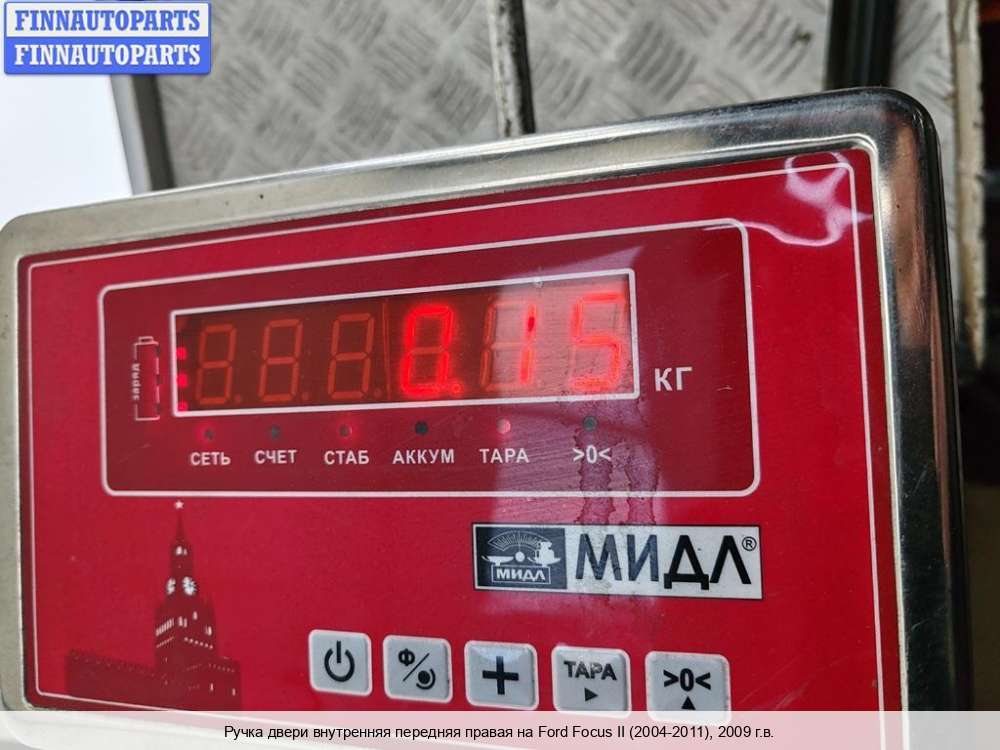 FINNAUTOPARTS
FINNAUTOPARTS
0.15
КГ
заряд
СЕТЬ СЧЕТ СТАБ АККУМ ТАРА >0<
МИДЛ МИДЛ®
Ф/ + ТАРА >0<
Ручка двери внутренняя передняя правая на Ford Focus II (2004-2011), 2009 г.в.